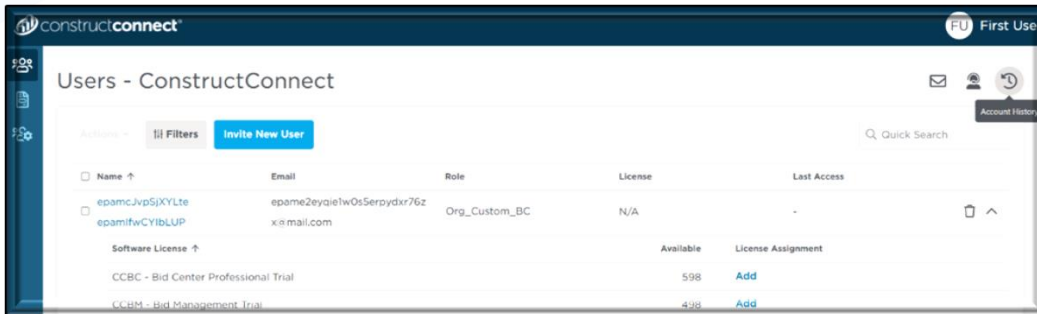 constructconnect®
FU First Use
Users - ConstructConnect
Account History
Actions Filters Invite New User Quick Search
Name ↑ Email Role License Last Access
epamcJvpSjXYLte epame2eyqie1w0sSerpydxr76z Org_Custom_BC N/A -
epamIfwCYIbLUP x@mail.com
Software License ↑ Available License Assignment
CCBC - Bid Center Professional Trial 598 Add
CCBM - Bid Management Trial 498 Add